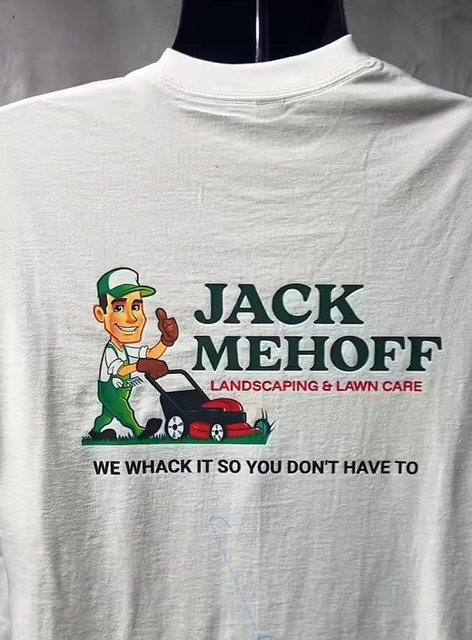 JACK
MEHOFF
LANDSCAPING & LAWN CARE
WE WHACK IT SO YOU DON'T HAVE TO